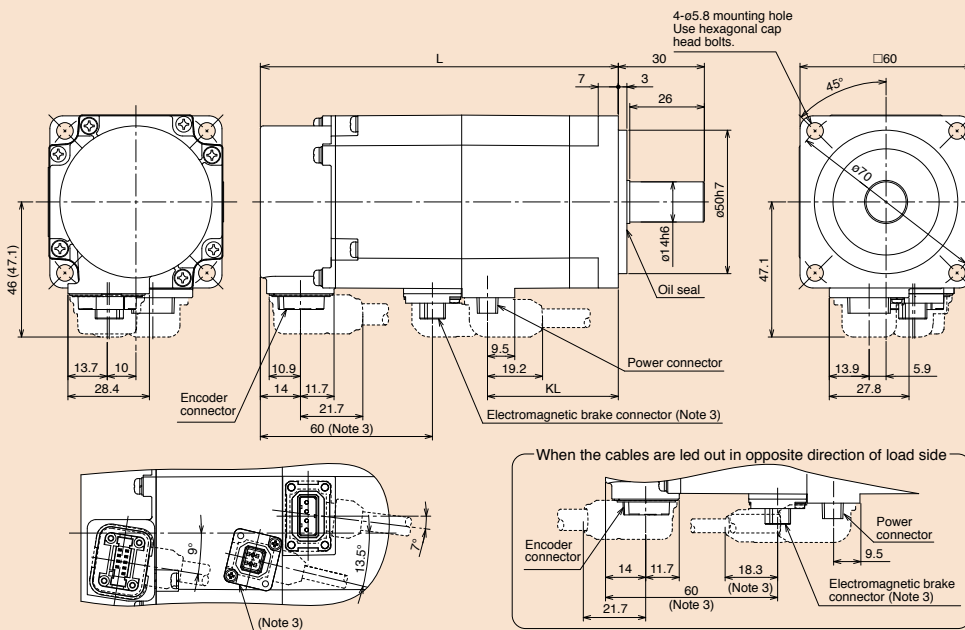 4-ø5.8 mounting hole
Use hexagonal cap
head bolts.
L
30
□60
7
3
26
45°
ø70
ø50h7
ø14h6
46 (47.1)
47.1
Oil seal
13.7
10
28.4
10.9
14
11.7
21.7
60 (Note 3)
Encoder
connector
9.5
19.2
KL
Power connector
Electromagnetic brake connector (Note 3)
13.9
5.9
27.8
9°
13.5°
7°
(Note 3)
When the cables are led out in opposite direction of load side
Encoder
connector
14
11.7
21.7
18.3
(Note 3)
60
(Note 3)
Power
connector
9.5
Electromagnetic brake
connector (Note 3)